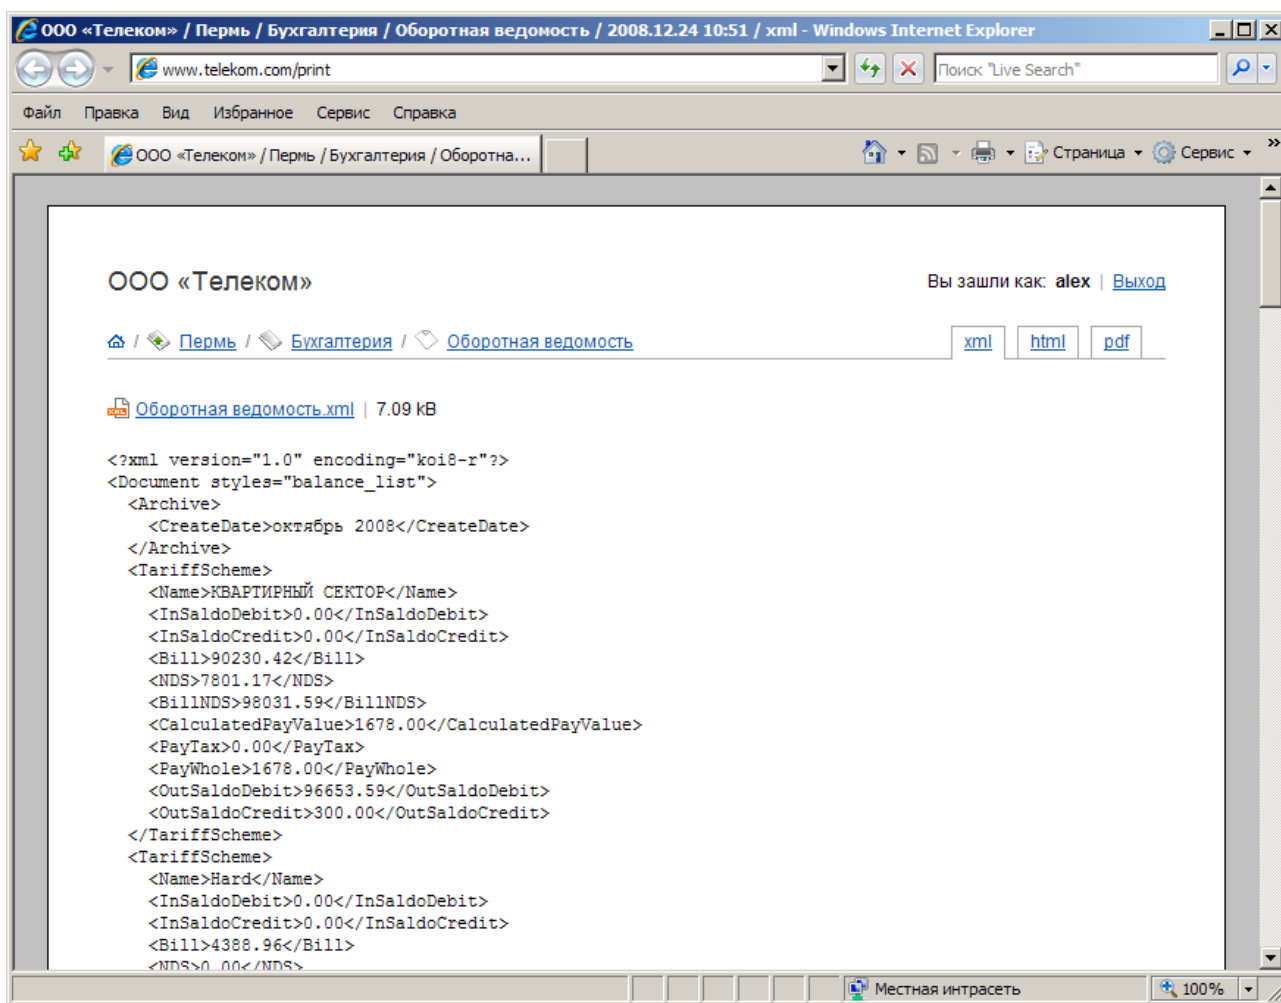 ООО «Телеком» / Пермь / Бухгалтерия / Оборотная ведомость / 2008.12.24 10:51 / xml - Windows Internet Explorer
www.telekom.com/print
Поиск "Live Search"
Файл Правка Вид Избранное Сервис Справка
ООО «Телеком» / Пермь / Бухгалтерия / Оборотна...
Страница Сервис »
ООО «Телеком» Вы зашли как: alex | Выход
/ Пермь / Бухгалтерия / Оборотная ведомость xml html pdf
Оборотная ведомость.xml | 7.09 kB
<?xml version="1.0" encoding="koi8-r"?>
<Document styles="balance_list">
<Archive>
<CreateDate>октябрь 2008</CreateDate>
</Archive>
<TariffScheme>
<Name>КВАРТИРНЫЙ СЕКТОР</Name>
<InSaldoDebit>0.00</InSaldoDebit>
<InSaldoCredit>0.00</InSaldoCredit>
<Bill>90230.42</Bill>
<NDS>7801.17</NDS>
<BillNDS>98031.59</BillNDS>
<CalculatedPayValue>1678.00</CalculatedPayValue>
<PayTax>0.00</PayTax>
<PayWhole>1678.00</PayWhole>
<OutSaldoDebit>96653.59</OutSaldoDebit>
<OutSaldoCredit>300.00</OutSaldoCredit>
</TariffScheme>
<TariffScheme>
<Name>Hard</Name>
<InSaldoDebit>0.00</InSaldoDebit>
<InSaldoCredit>0.00</InSaldoCredit>
<Bill>4388.96</Bill>
<NDS>0.00</NDS>
Местная интрасеть 100%